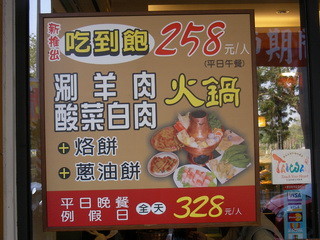 新推出
吃到飽 258元/人
(平日午餐)
涮羊肉
酸菜白肉
火鍋
+烙餅
+蔥油餅
平日晚餐
例假日
全天 328元/人
VISA